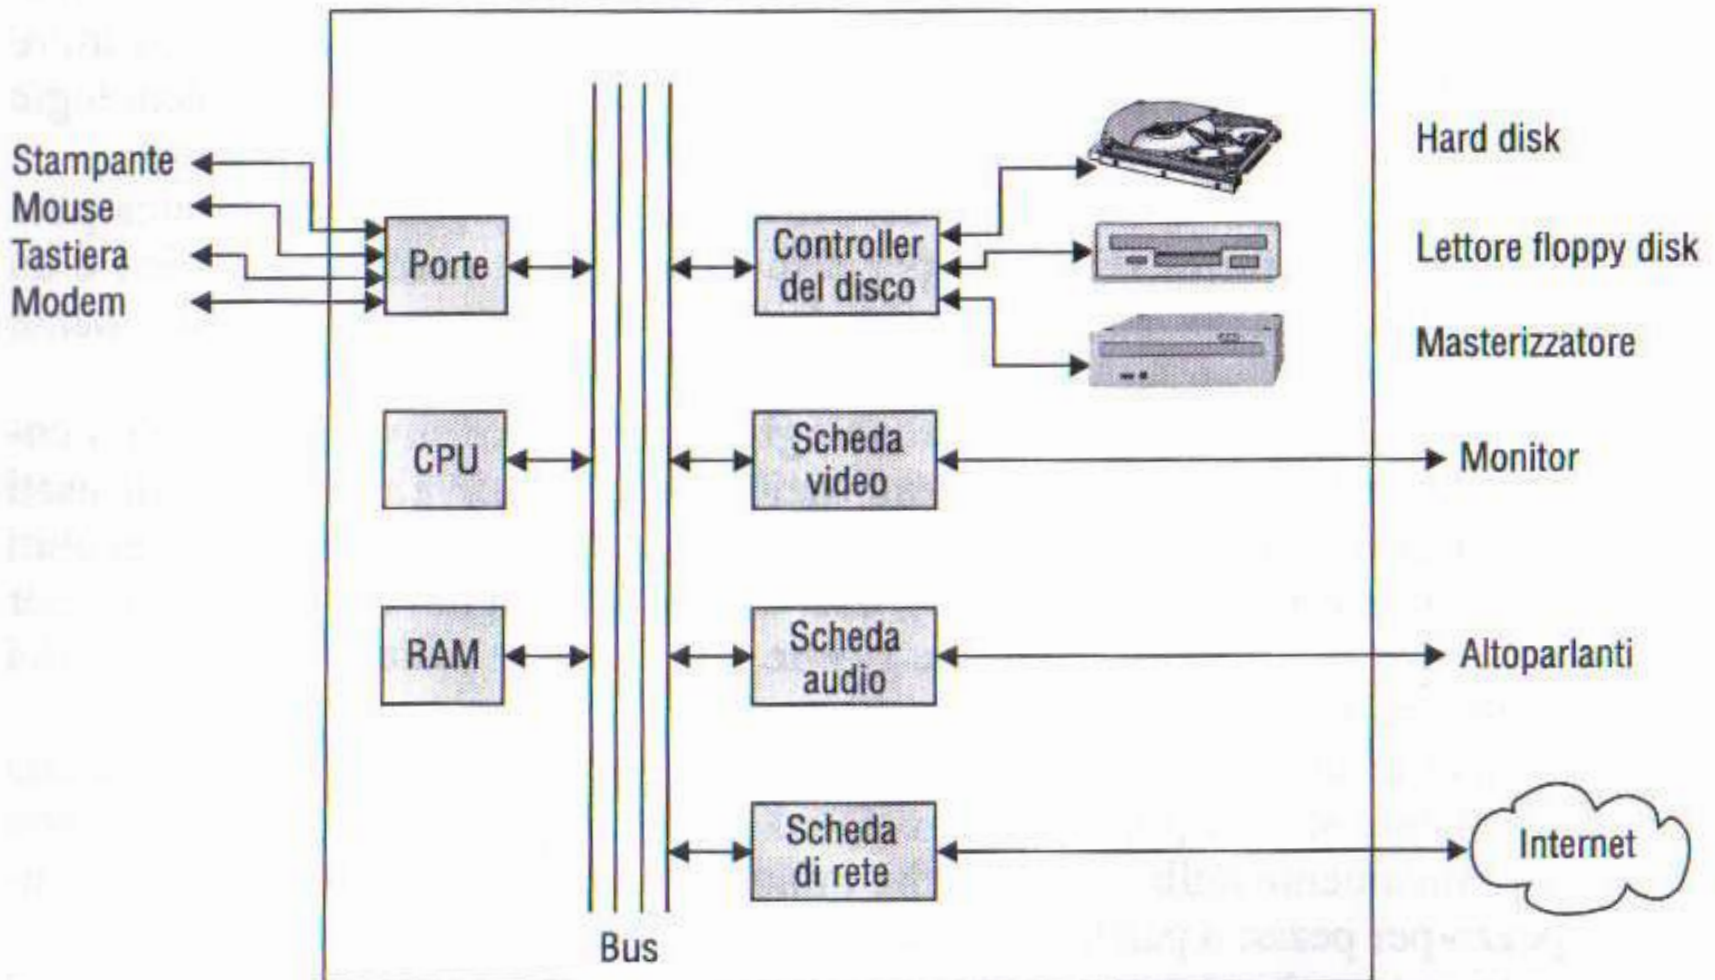 Stampante
Mouse
Tastiera
Modem
Porte
CPU
RAM
Bus
Controller
del disco
Scheda
video
Scheda
audio
Scheda
di rete
Hard disk
Lettore floppy disk
Masterizzatore
Monitor
Altoparlanti
Internet